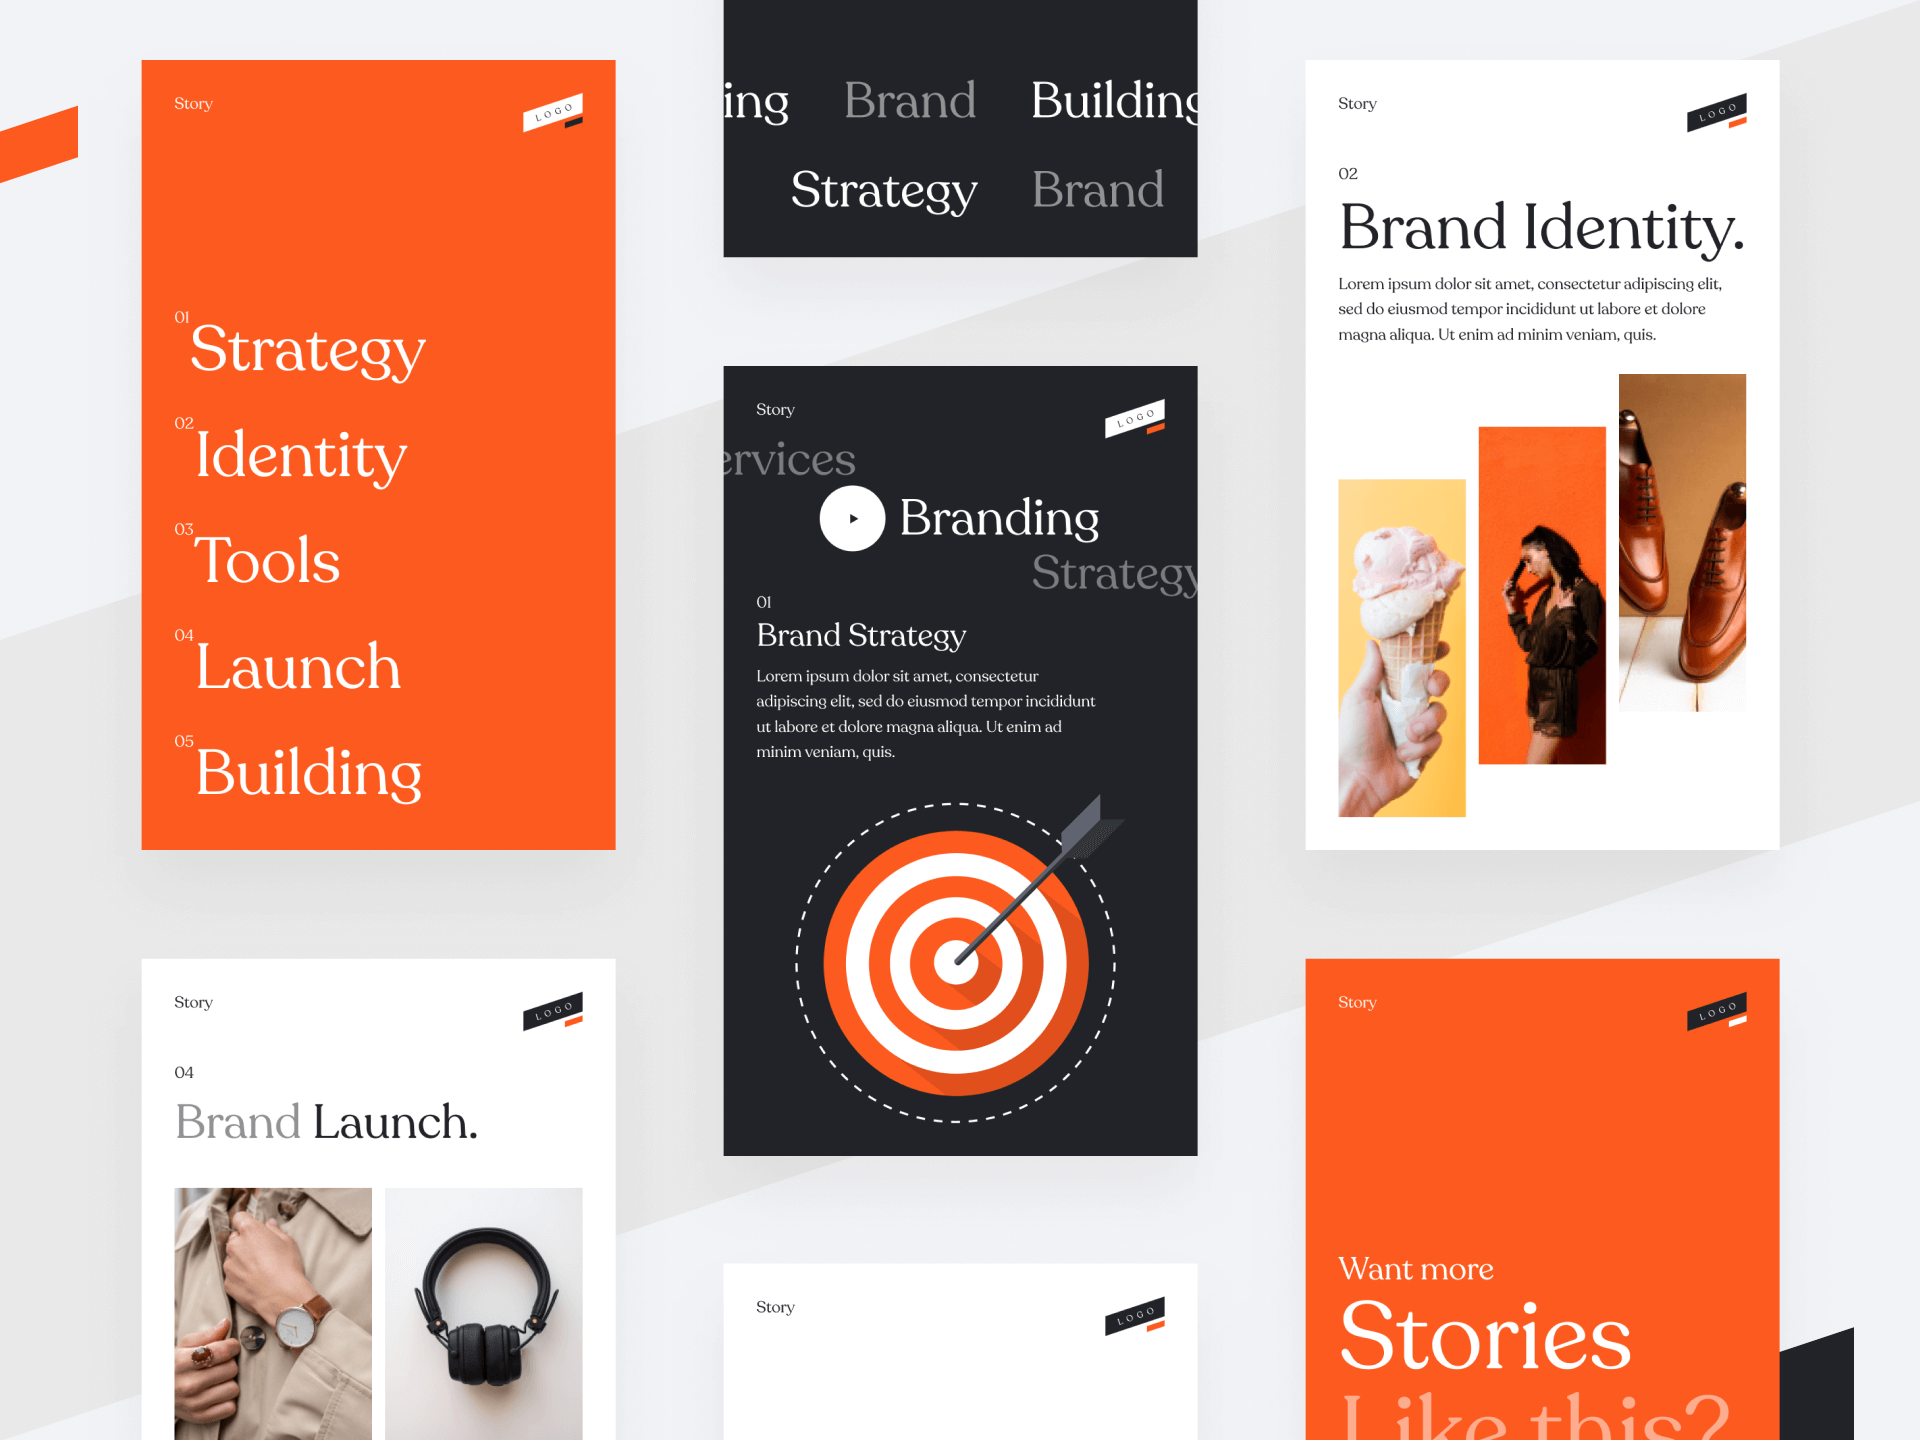 Story
LOGO
01
Strategy
02
Identity
03
Tools
04
Launch
05
Building
Story
LOGO
04
Brand Launch.
ing Brand Building
Strategy Brand
Story
LOGO
ervices
Branding
Strategy
01
Brand Strategy
Lorem ipsum dolor sit amet, consectetur
adipiscing elit, sed do eiusmod tempor incididunt
ut labore et dolore magna aliqua. Ut enim ad
minim veniam, quis.
Story
LOGO
Story
LOGO
02
Brand Identity.
Lorem ipsum dolor sit amet, consectetur adipiscing elit,
sed do eiusmod tempor incididunt ut labore et dolore
magna aliqua. Ut enim ad minim veniam, quis.
Story
LOGO
Want more
Stories
Like this?